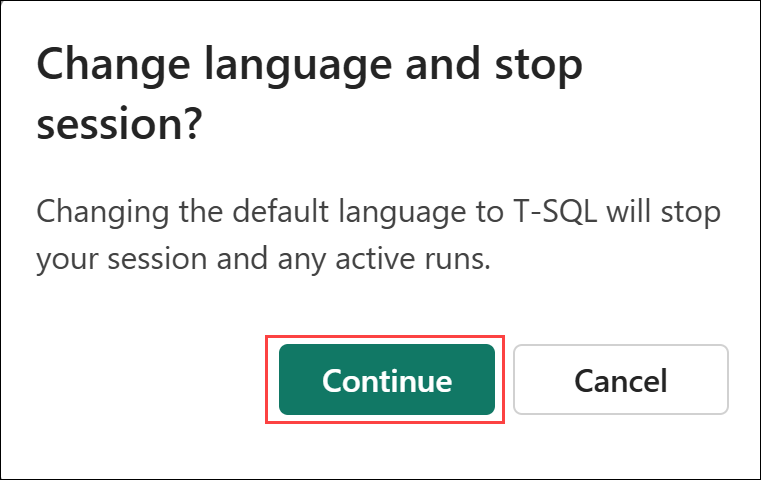 Change language and stop
session?
Changing the default language to T-SQL will stop
your session and any active runs.
Continue
Cancel